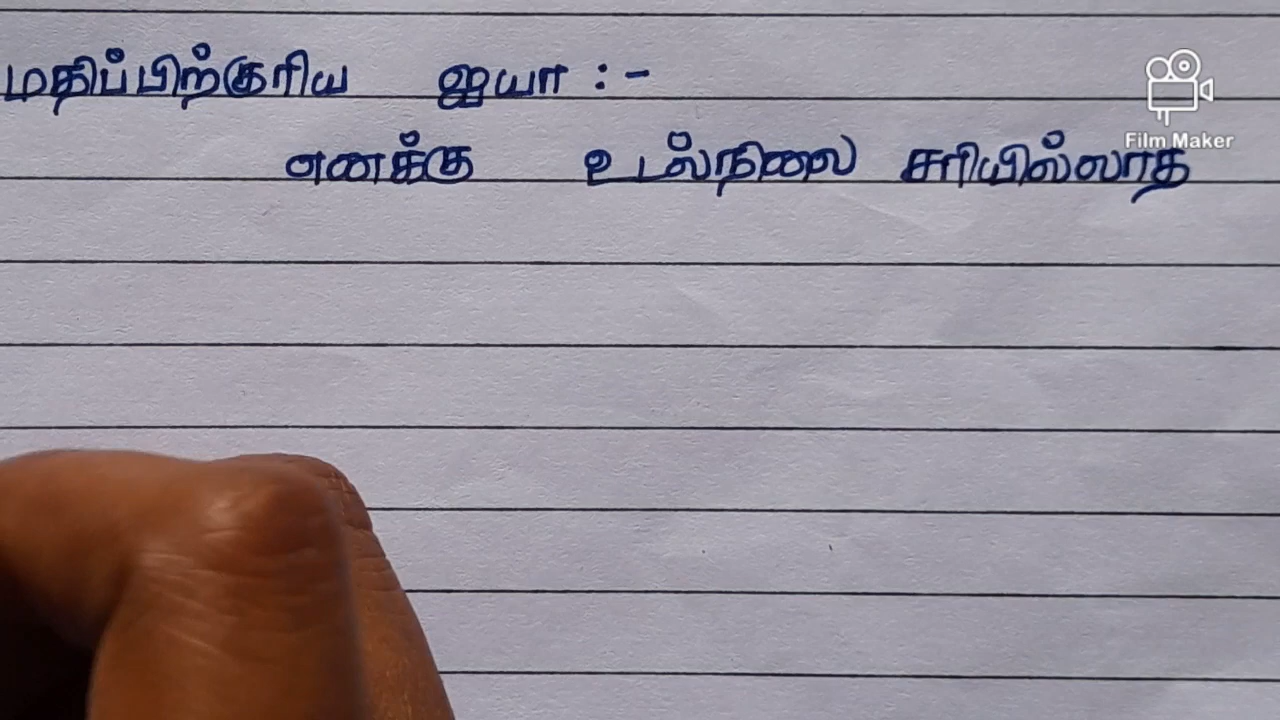 மதிப்பிற்குரிய ஐயா :-
எனக்கு உடல்நிலை சரியில்லாத
Film Maker